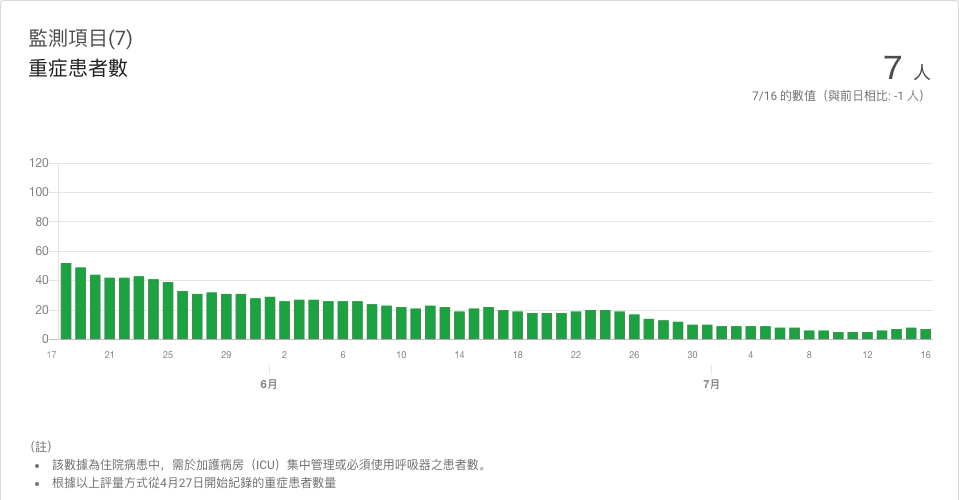 監測項目(7)
重症患者數
7 人
7/16 的數值（與前日相比: -1 人）
120
100
80
60
40
20
0
17 21 25 29 2 6 10 14 18 22 26 30 4 8 12 16
6月 7月
（註）
• 該數據為住院病患中，需於加護病房（ICU）集中管理或必須使用呼吸器之患者數。
• 根據以上評量方式從4月27日開始紀錄的重症患者數量